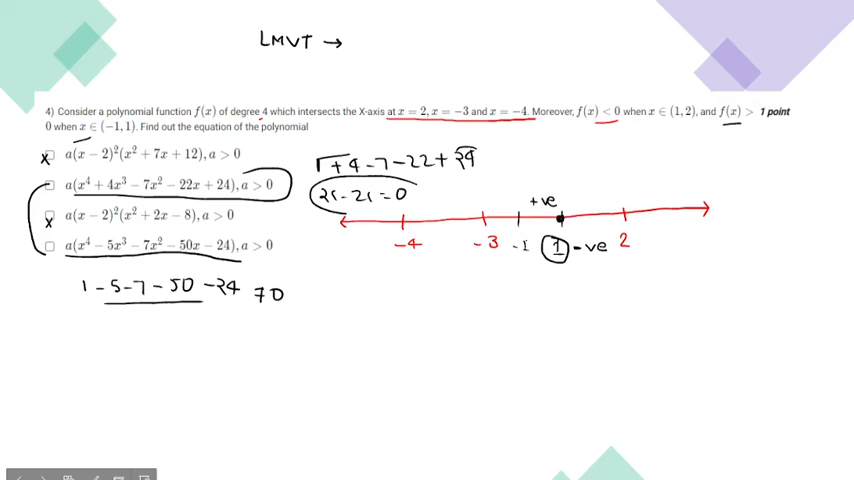 LMVT →
4) Consider a polynomial function f(x) of degree 4 which intersects the X-axis at x = 2, x = −3 and x = −4. Moreover, f(x) < 0 when x ∈ (1, 2), and f(x) > 1 point
0 when x ∈ (−1, 1). Find out the equation of the polynomial
a(x − 2)²(x² + 7x + 12), a > 0
a(x⁴ + 4x³ − 7x² − 22x + 24), a > 0
a(x − 2)²(x² + 2x − 8), a > 0
a(x⁴ − 5x³ − 7x² − 50x − 24), a > 0
1 + 4 − 7 − 22 + 24
= 0
+ve
−4 −3 −1 1 −ve 2
1 − 5 − 7 − 50 − 24 70